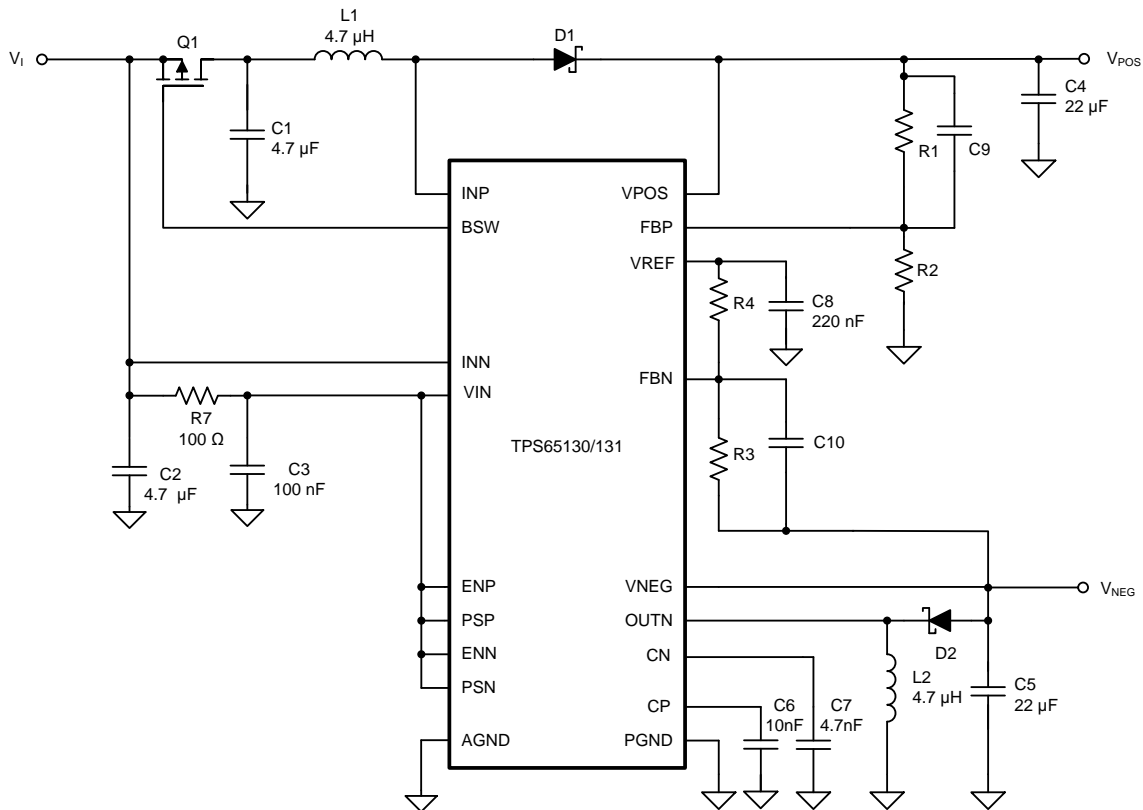 L1
4.7 µH
D1
Q1
VI
VPOS
C4
22 µF
C1
4.7 µF
R1
C9
INP
VPOS
BSW
FBP
VREF
R2
R4
C8
220 nF
INN
FBN
VIN
R7
100 Ω
TPS65130/131
C10
R3
C2
4.7 µF
C3
100 nF
ENP
VNEG
VNEG
PSP
OUTN
ENN
CN
D2
PSN
L2
4.7 µH
C5
22 µF
CP
C6
10nF
C7
4.7nF
AGND
PGND